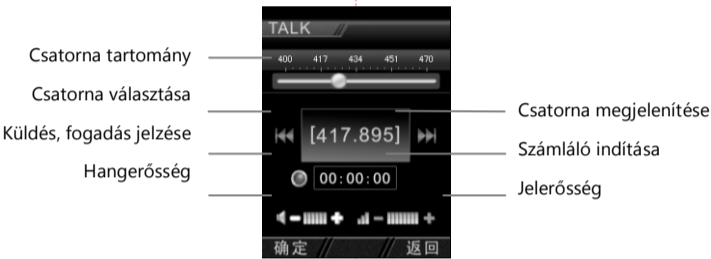 TALK
400 417 434 451 470
Csatorna tartomány
Csatorna választása
Küldés, fogadás jelzése
Hangerősség
[417.895]
00:00:00
Csatorna megjelenítése
Számláló indítása
Jelerősség
确定 返回